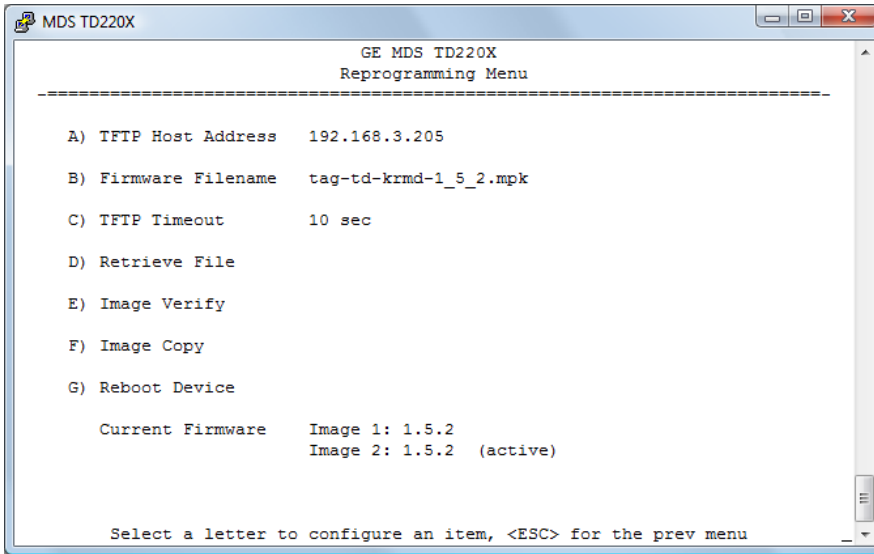 MDS TD220X
GE MDS TD220X
Reprogramming Menu
-==========================================================================-
A) TFTP Host Address 192.168.3.205
B) Firmware Filename tag-td-krmd-1_5_2.mpk
C) TFTP Timeout 10 sec
D) Retrieve File
E) Image Verify
F) Image Copy
G) Reboot Device
Current Firmware Image 1: 1.5.2
Image 2: 1.5.2 (active)
Select a letter to configure an item, <ESC> for the prev menu _